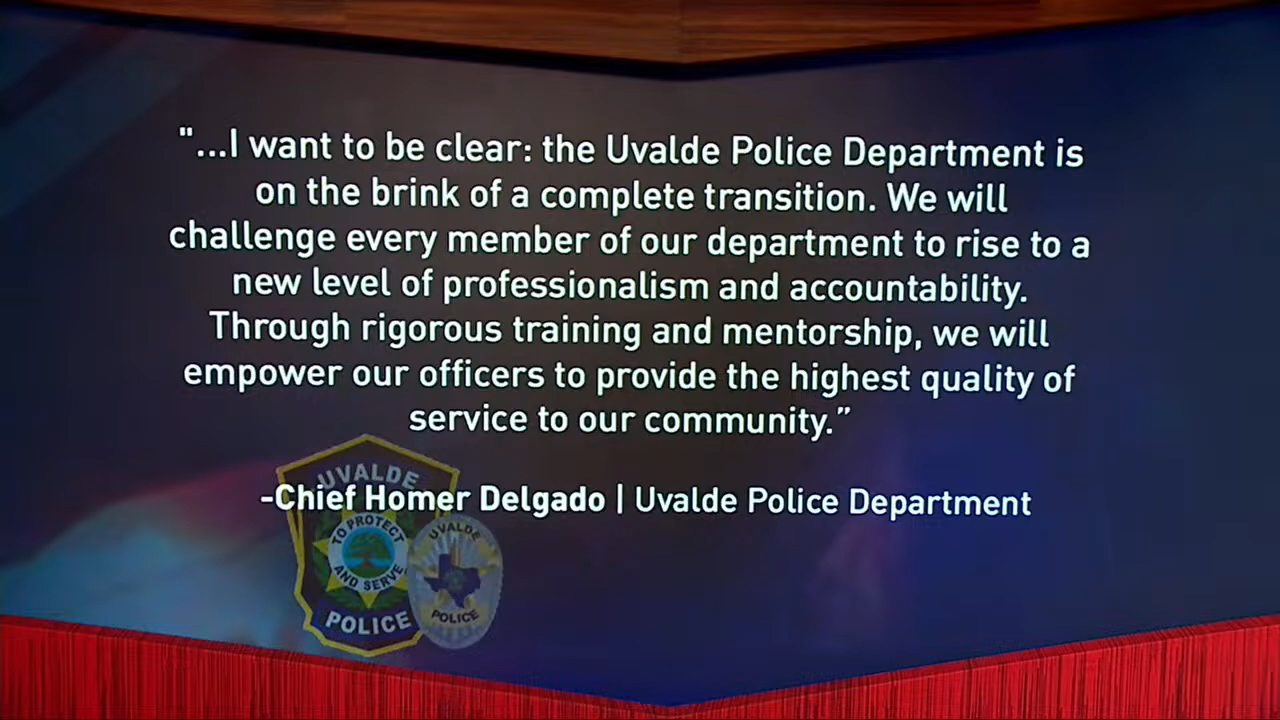 "...I want to be clear: the Uvalde Police Department is
on the brink of a complete transition. We will
challenge every member of our department to rise to a
new level of professionalism and accountability.
Through rigorous training and mentorship, we will
empower our officers to provide the highest quality of
service to our community.”
-Chief Homer Delgado | Uvalde Police Department
UVALDE
TO PROTECT
AND SERVE
POLICE
UVALDE
POLICE